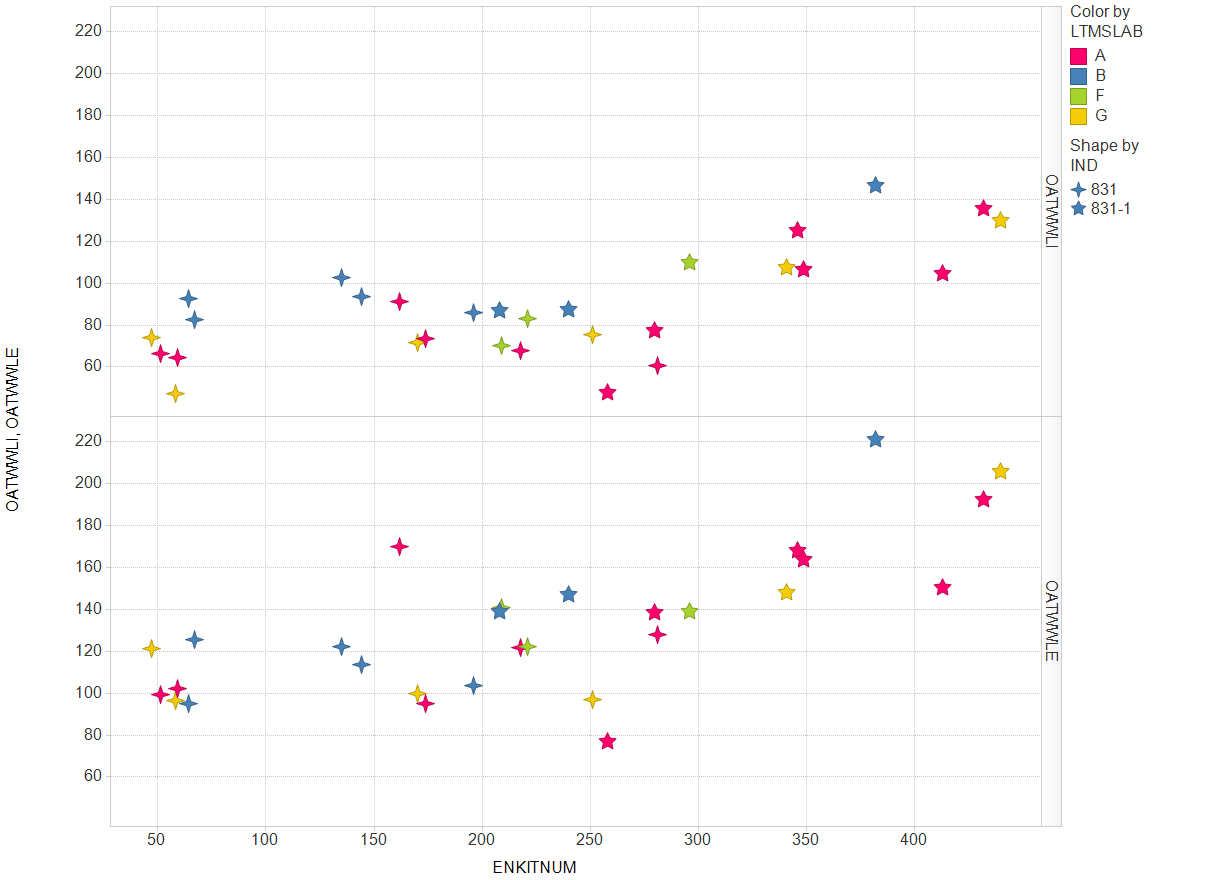 220
200
180
160
140
120
100
80
60
OATWWLI
220
200
180
160
140
120
100
80
60
OATWWLE
OATWWLI, OATWWLE
50 100 150 200 250 300 350 400
ENKITNUM
Color by
LTMSLAB
A
B
F
G
Shape by
IND
831
831-1